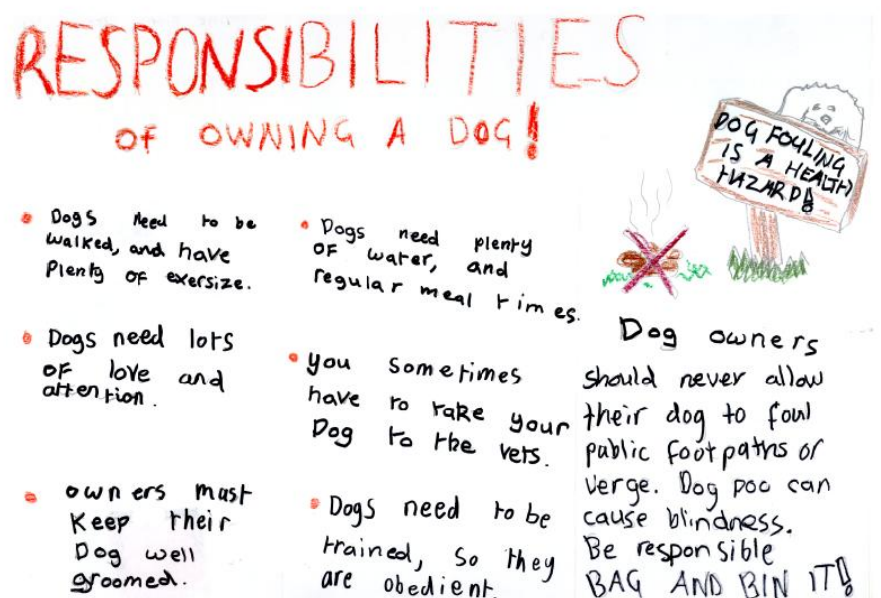 RESPONSIBILITIES
OF OWNING A DOG!
Dogs need to be
walked, and have
Plenty of exersize.
Dogs need lots
of love and
attention.
owners must
Keep their
Dog well
groomed.
Dogs need plenty
of water, and
regular meal times.
you sometimes
have to take your
Dog to the vets.
Dogs need to be
trained, so they
are obedient.
DOG FOULING
IS A HEALTH
HAZARD!
Dog owners
should never allow
their dog to foul
public footpaths or
verge. Dog poo can
cause blindness.
Be responsible
BAG AND BIN IT!